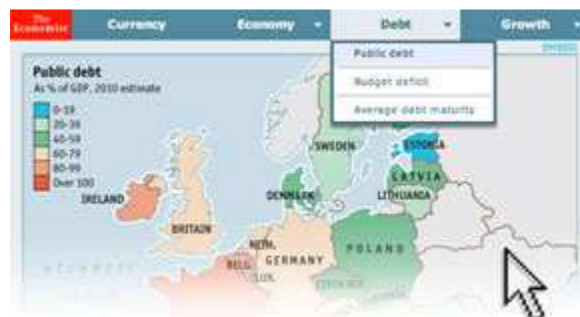 The
Economist
Currency
Economy
Debt
Growth
Public debt
Budget deficit
Average debt maturity
Public debt
As % of GDP, 2010 estimate
0-19
20-39
40-59
60-79
80-99
Over 100
SWEDEN
ESTONIA
LATVIA
LITHUANIA
DENMARK
IRELAND
BRITAIN
NETH.
BELG.
LUX.
GERMANY
POLAND